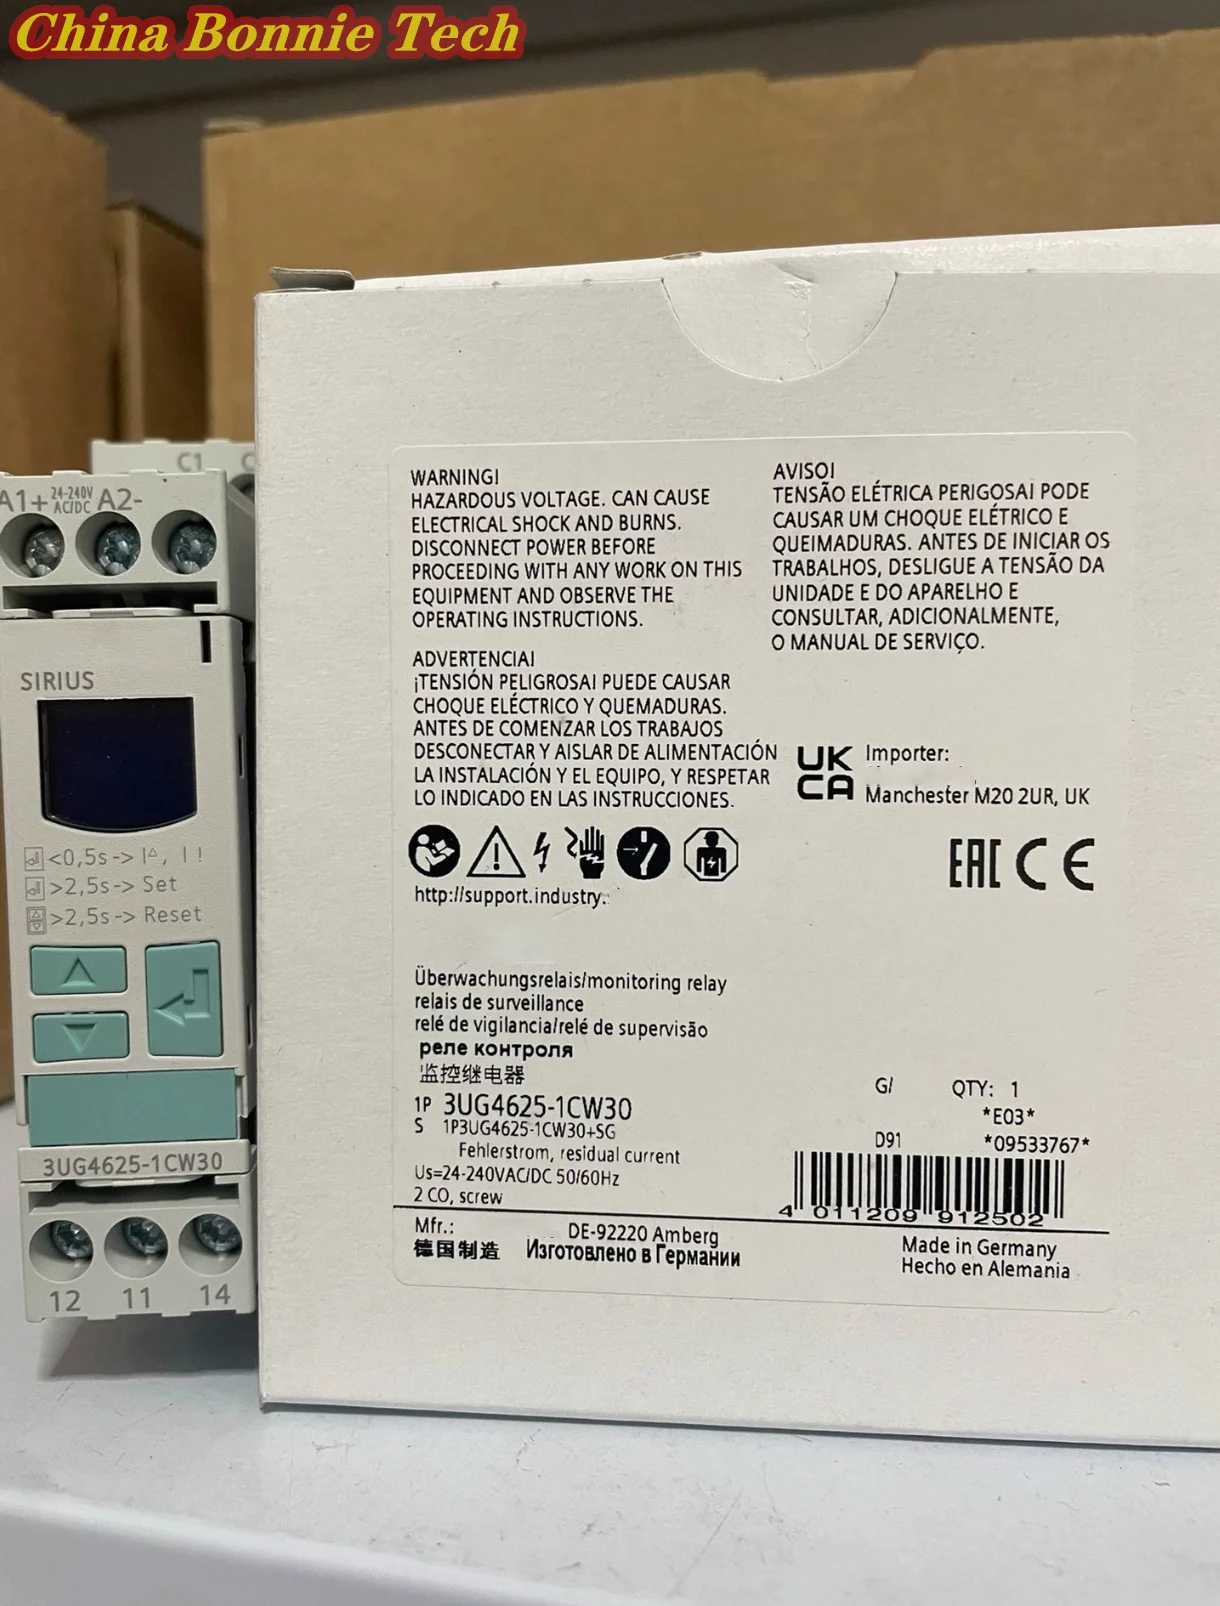 China Bonnie Tech
C1
A1+ 24-240V AC/DC A2-
SIRIUS
<0,5s->
>2,5s-> Set
>2,5s-> Reset
3UG4625-1CW30
12 11 14
WARNING!
HAZARDOUS VOLTAGE. CAN CAUSE
ELECTRICAL SHOCK AND BURNS.
DISCONNECT POWER BEFORE
PROCEEDING WITH ANY WORK ON THIS
EQUIPMENT AND OBSERVE THE
OPERATING INSTRUCTIONS.
ADVERTENCIA!
¡TENSIÓN PELIGROSA! PUEDE CAUSAR
CHOQUE ELÉCTRICO Y QUEMADURAS.
ANTES DE COMENZAR LOS TRABAJOS
DESCONECTAR Y AISLAR DE ALIMENTACIÓN
LA INSTALACIÓN Y EL EQUIPO, Y RESPETAR
LO INDICADO EN LAS INSTRUCCIONES.
AVISO!
TENSÃO ELÉTRICA PERIGOSA! PODE
CAUSAR UM CHOQUE ELÉTRICO E
QUEIMADURAS. ANTES DE INICIAR OS
TRABALHOS, DESLIGUE A TENSÃO DA
UNIDADE E DO APARELHO E
CONSULTAR, ADICIONALMENTE,
O MANUAL DE SERVIÇO.
UK
CA
Importer:
Manchester M20 2UR, UK
EAC CE
http://support.industry.
Überwachungsrelais/monitoring relay
relais de surveillance
relé de vigilancia/relé de supervisão
реле контроля
监控继电器
1P 3UG4625-1CW30
S 1P3UG4625-1CW30+SG
Fehlerstrom, residual current
Us=24-240VAC/DC 50/60Hz
2 CO, screw
G/ QTY: 1
*E03*
D91 *09533767*
4 011209 912502
Mfr.: DE-92220 Amberg
德国制造 Изготовлено в Германии
Made in Germany
Hecho en Alemania